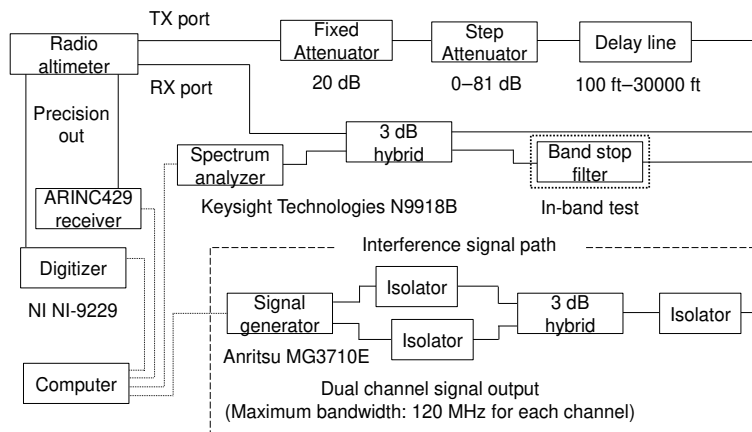 TX port
Radio
altimeter
Fixed
Attenuator
Step
Attenuator
Delay line
RX port
20 dB
0–81 dB
100 ft–30000 ft
Precision
out
3 dB
hybrid
Spectrum
analyzer
Band stop
filter
ARINC429
receiver
Keysight Technologies N9918B
In-band test
Interference signal path
Digitizer
NI NI-9229
Signal
generator
Isolator
Isolator
3 dB
hybrid
Isolator
Anritsu MG3710E
Computer
Dual channel signal output
(Maximum bandwidth: 120 MHz for each channel)